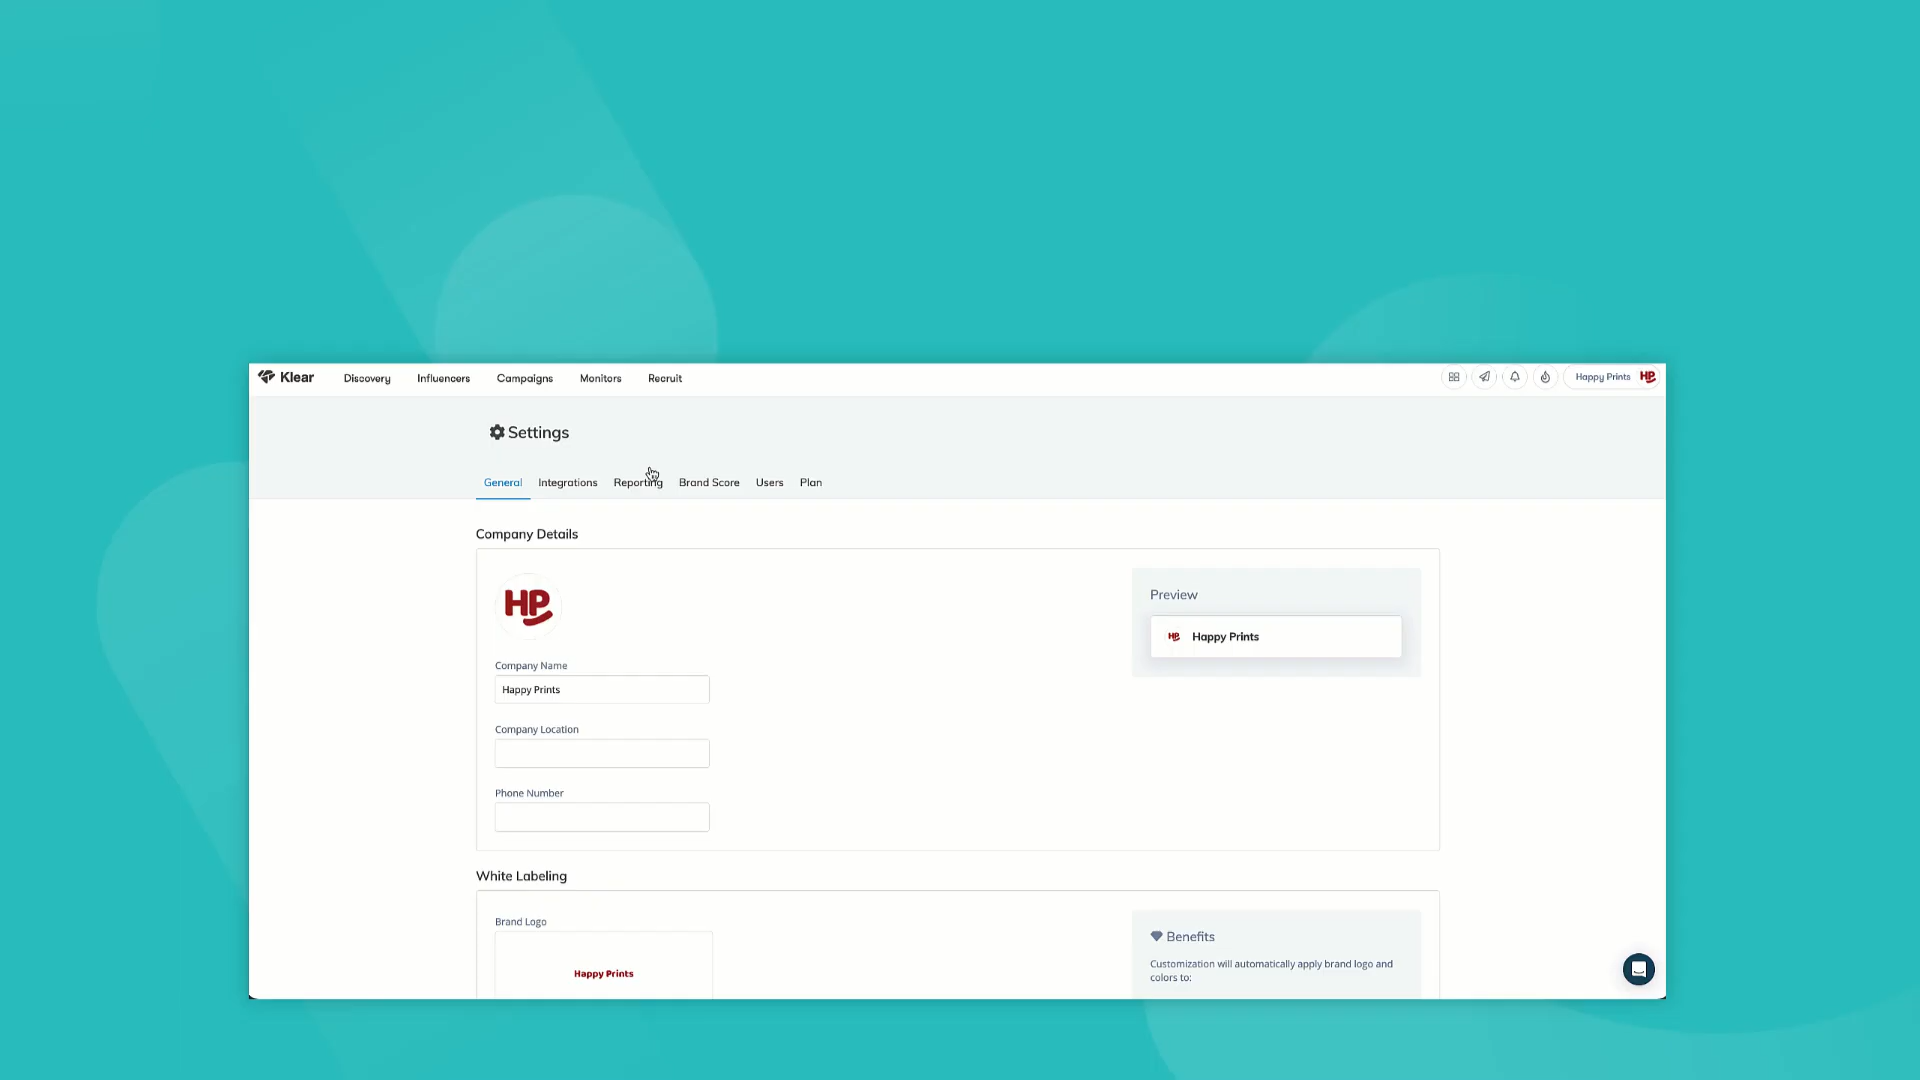 Klear
Discovery Influencers Campaigns Monitors Recruit
Happy Prints HP
Settings
General Integrations Reporting Brand Score Users Plan
Company Details
HP
Preview
HP Happy Prints
Company Name
Happy Prints
Company Location
Phone Number
White Labeling
Brand Logo
Happy Prints
Benefits
Customization will automatically apply brand logo and
colors to: